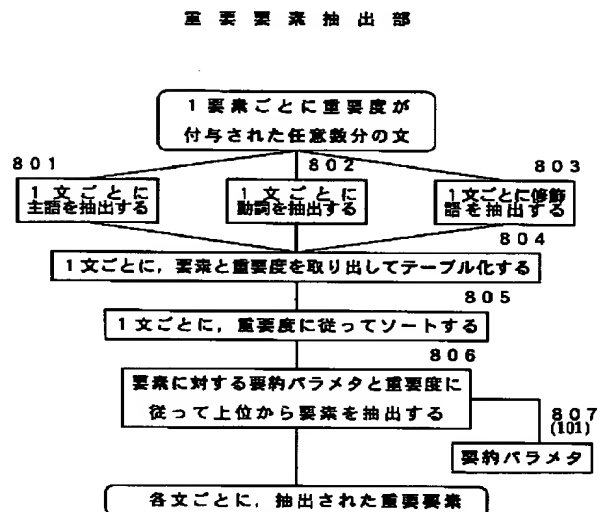 重要要素抽出部
1要素ごとに重要度が
付与された任意数分の文
801
802
803
1文ごとに
主語を抽出する
1文ごとに
動詞を抽出する
1文ごとに修飾
語を抽出する
804
1文ごとに,要素と重要度を取り出してテーブル化する
805
1文ごとに,重要度に従ってソートする
806
要素に対する要約パラメタと重要度に
従って上位から要素を抽出する
807
(101)
要約パラメタ
各文ごとに,抽出された重要要素